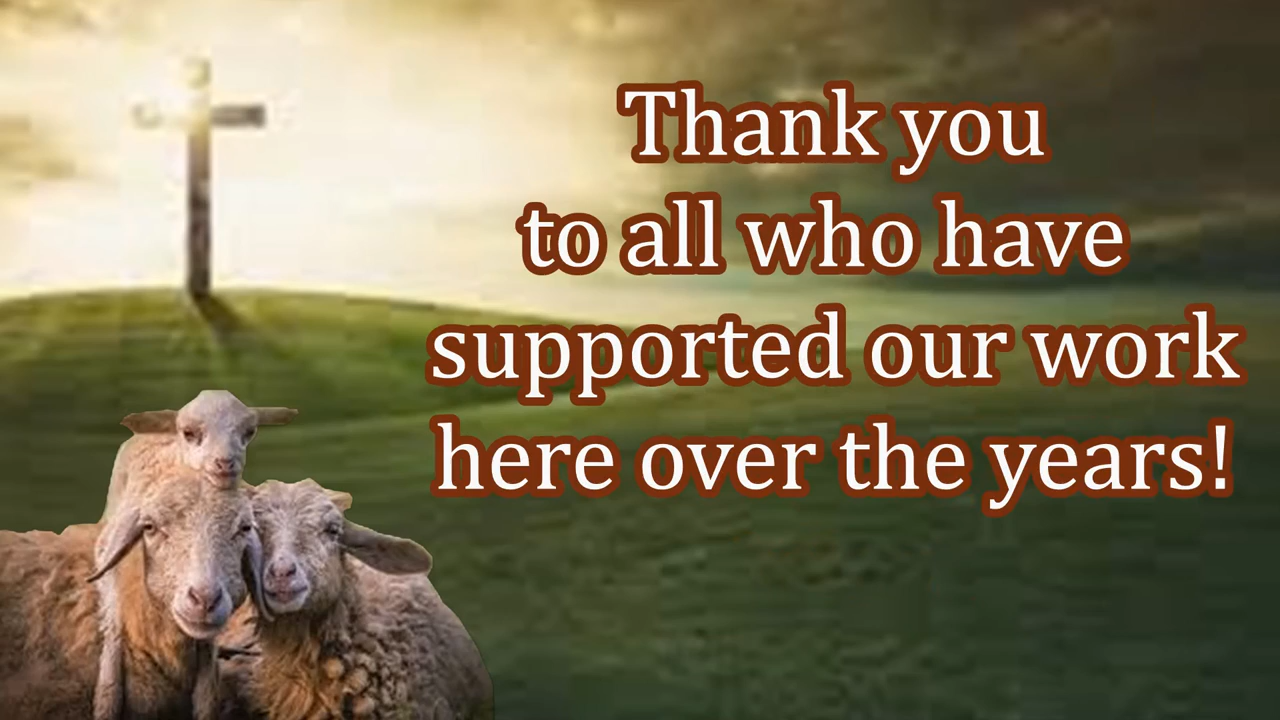 Thank you
to all who have
supported our work
here over the years!